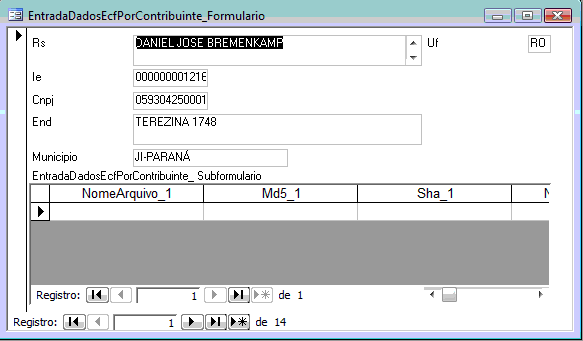 EntradaDadosEcfPorContribuinte_Formulario
Rs DANIEL JOSE BREMENKAMP Uf RO
Ie 00000001216
Cnpj 059304250001
End TEREZINA 1748
Municipio JI-PARANÁ
EntradaDadosEcfPorContribuinte_ Subformulario
NomeArquivo_1 Md5_1 Sha_1
Registro: 1 de 1
Registro: 1 de 14